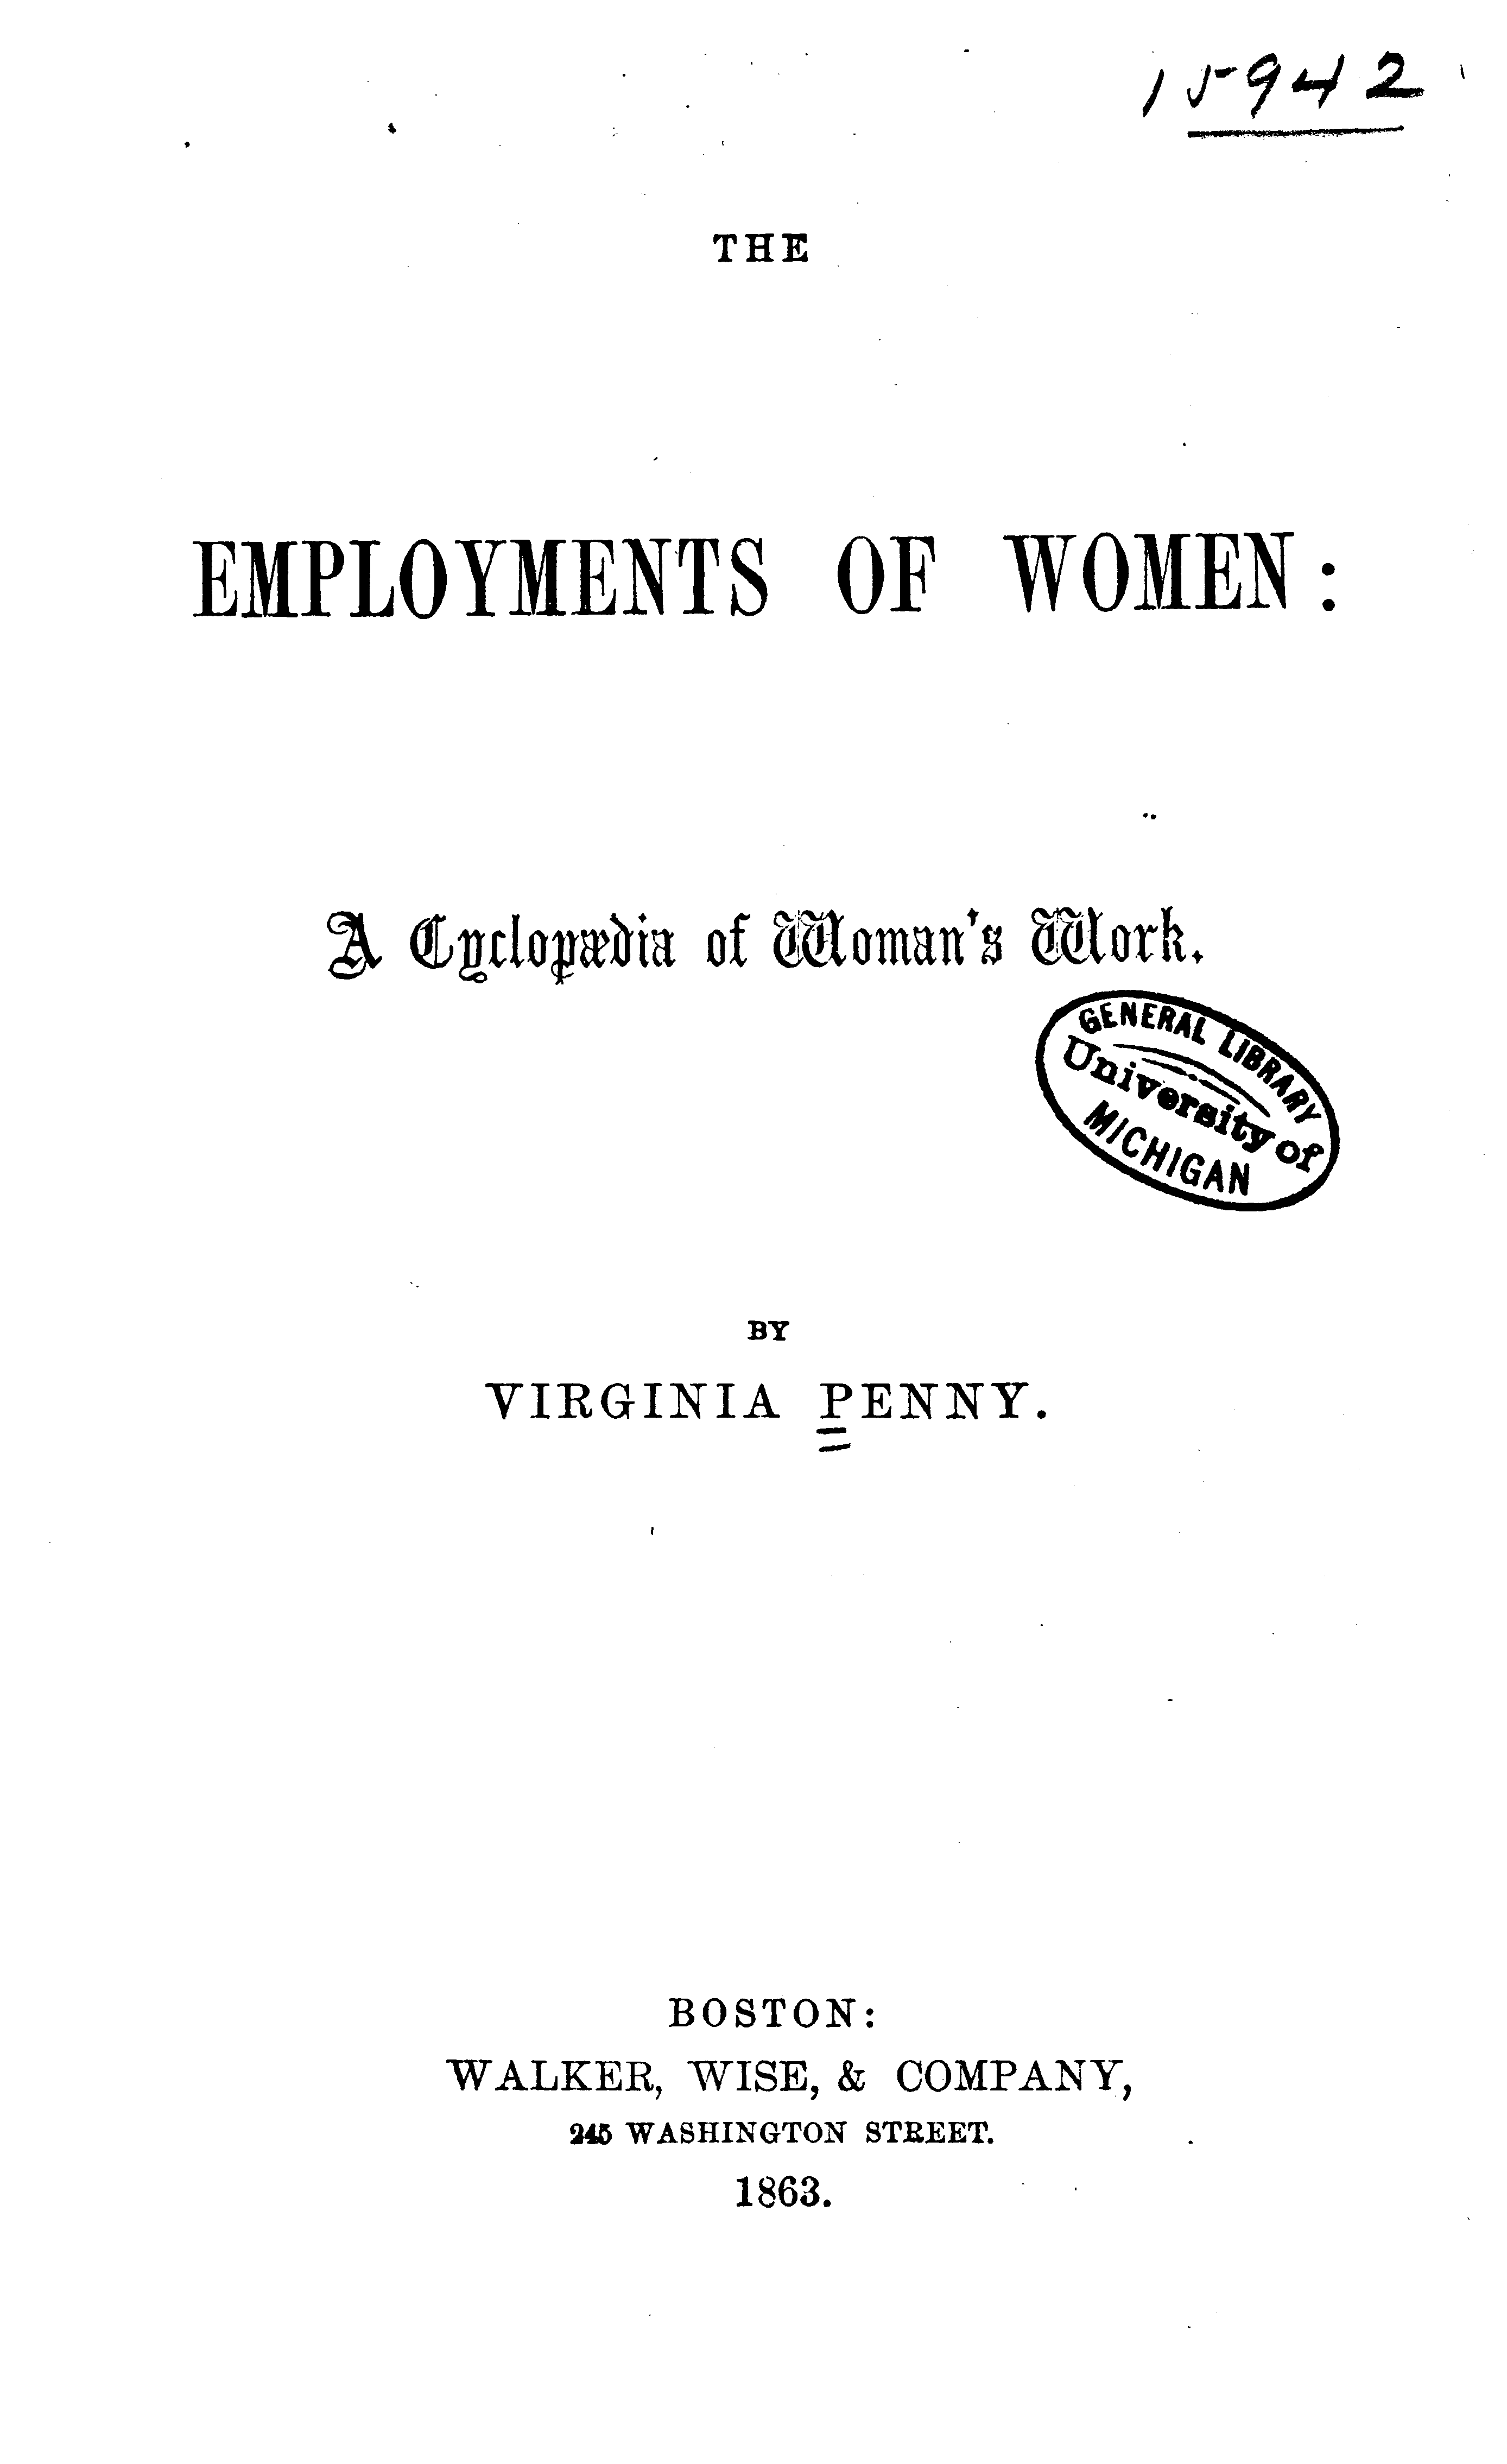 15942
THE
EMPLOYMENTS OF WOMEN:
A Cyclopædia of Woman's Work.
GENERAL LIBRARY
University of
MICHIGAN
BY
VIRGINIA PENNY.
BOSTON:
WALKER, WISE, & COMPANY,
245 WASHINGTON STREET.
1863.